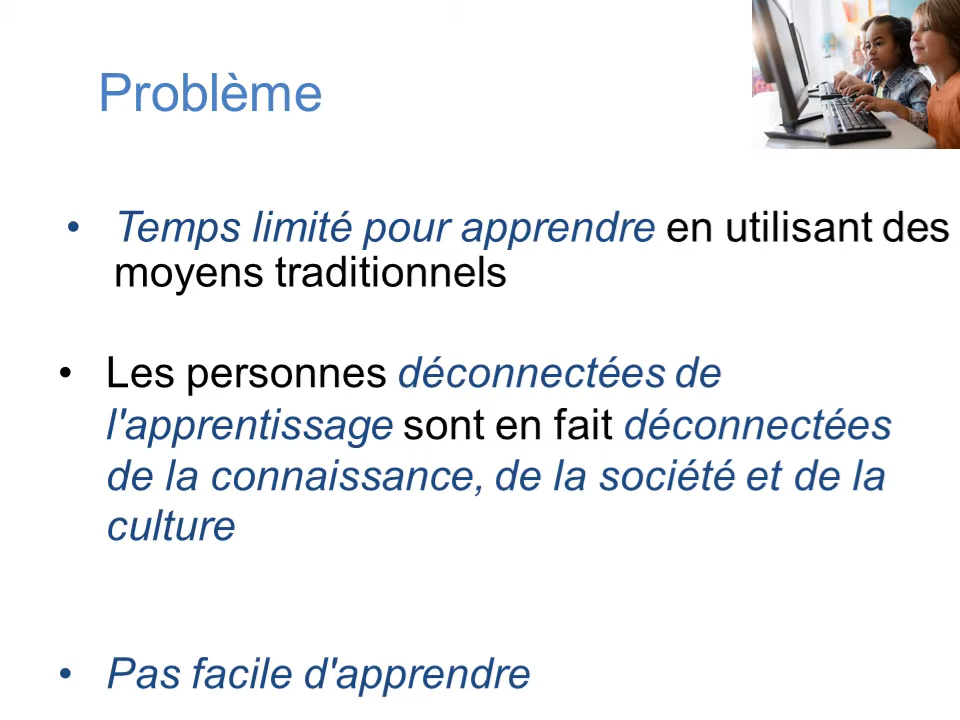 Problème
• Temps limité pour apprendre en utilisant des
moyens traditionnels
• Les personnes déconnectées de
l'apprentissage sont en fait déconnectées
de la connaissance, de la société et de la
culture
• Pas facile d'apprendre